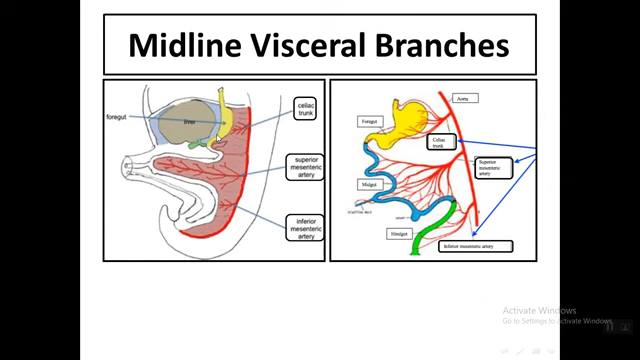 Midline Visceral Branches
foregut
liver
celiac
trunk
superior
mesenteric
artery
inferior
mesenteric
artery
Aorta
Foregut
Celiac
trunk
Superior
mesenteric
artery
Midgut
Hindgut
Inferior mesenteric artery
Activate Windows
Go to Settings to activate Windows.